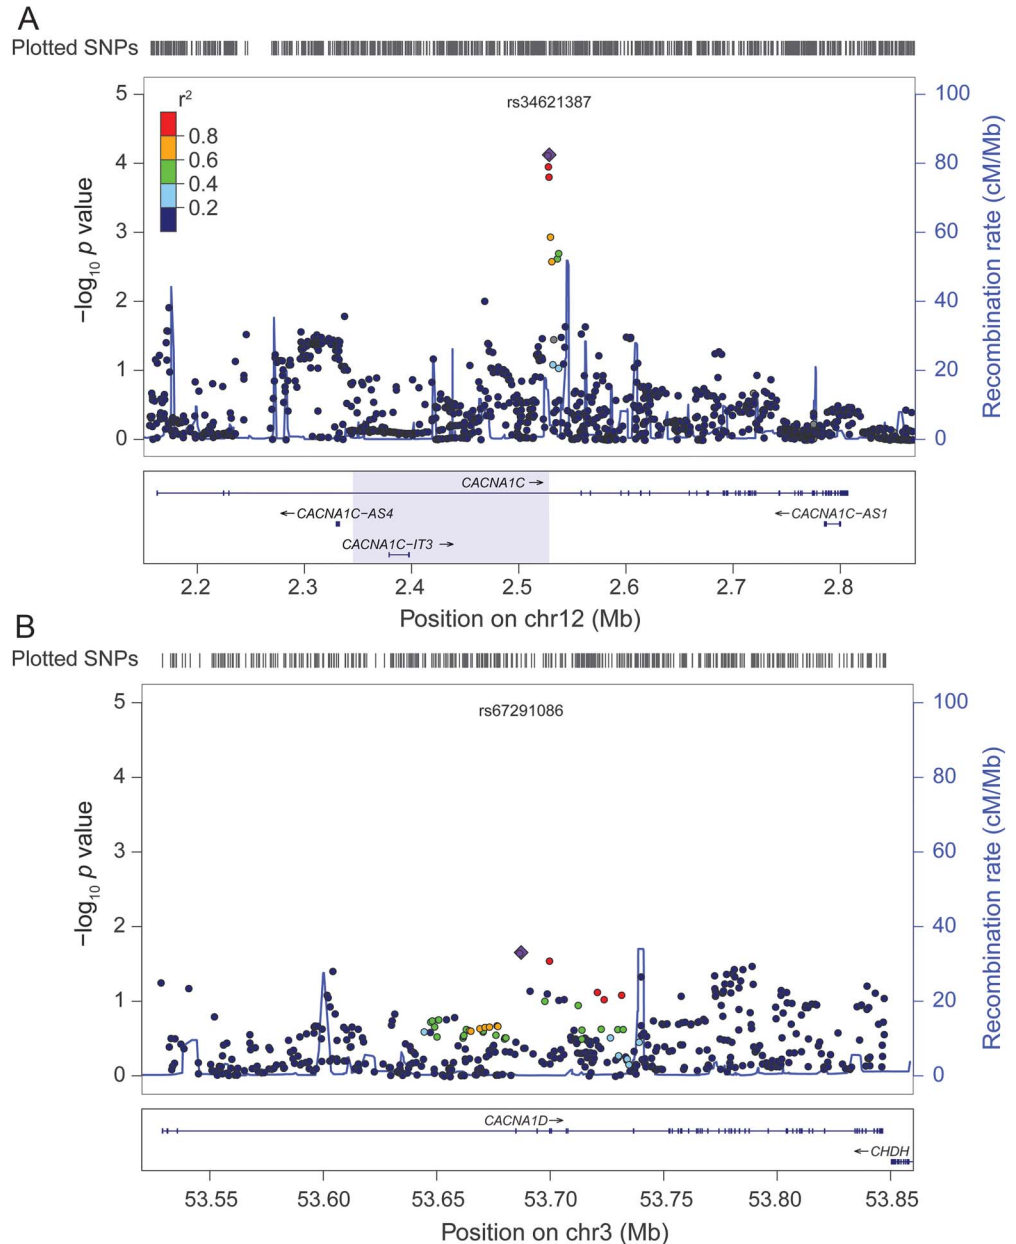 A
Plotted SNPs
rs34621387
r²
0.8
0.6
0.4
0.2
5
4
3
2
1
0
−log₁₀ p value
100
80
60
40
20
0
Recombination rate (cM/Mb)
CACNA1C →
← CACNA1C−AS4
← CACNA1C−AS1
CACNA1C−IT3 →
2.2 2.3 2.4 2.5 2.6 2.7 2.8
Position on chr12 (Mb)
B
Plotted SNPs
rs67291086
5
4
3
2
1
0
−log₁₀ p value
100
80
60
40
20
0
Recombination rate (cM/Mb)
CACNA1D →
← CHDH
53.55 53.60 53.65 53.70 53.75 53.80 53.85
Position on chr3 (Mb)